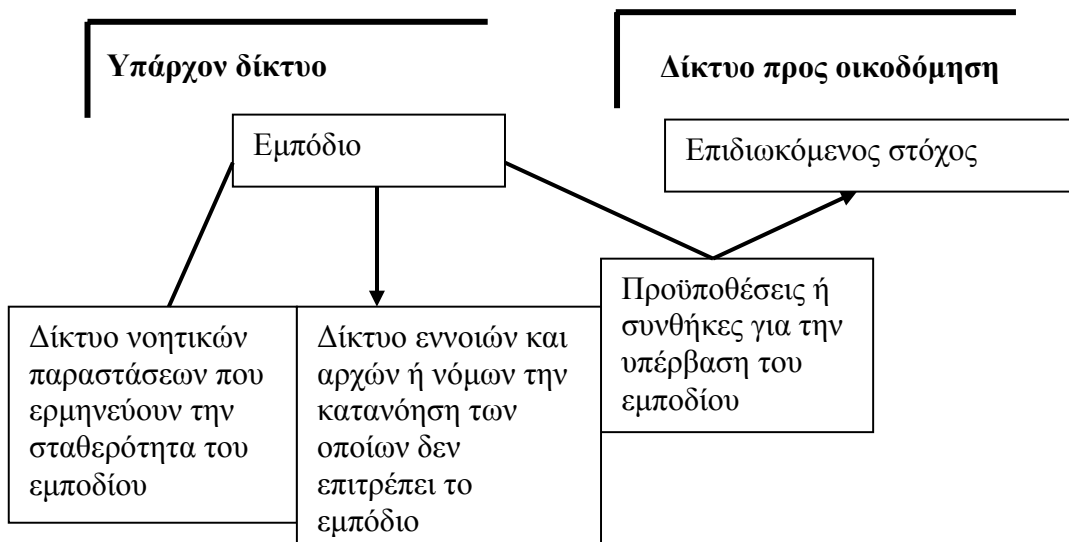 Υπάρχον δίκτυο
Δίκτυο προς οικοδόμηση
Εμπόδιο
Επιδιωκόμενος στόχος
Δίκτυο νοητικών
παραστάσεων που
ερμηνεύουν την
σταθερότητα του
εμποδίου
Δίκτυο εννοιών και
αρχών ή νόμων την
κατανόηση των
οποίων δεν
επιτρέπει το
εμπόδιο
Προϋποθέσεις ή
συνθήκες για την
υπέρβαση του
εμποδίου